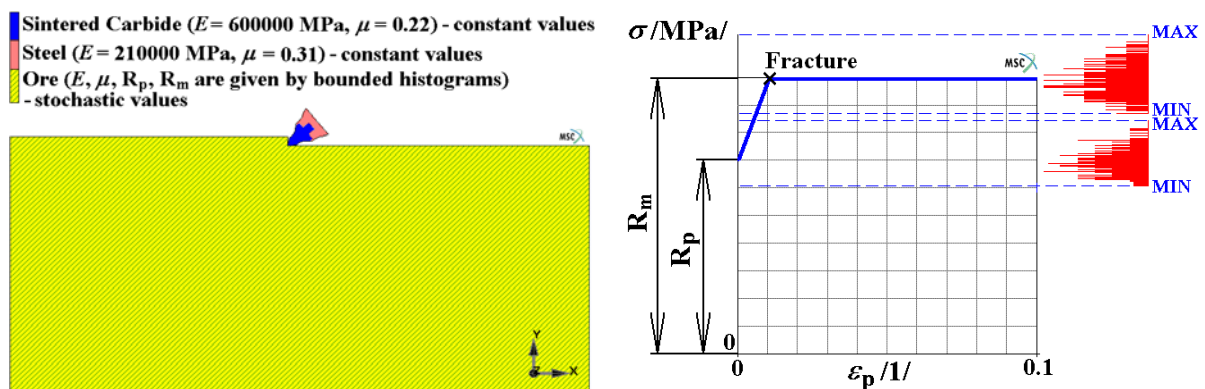 Sintered Carbide (E = 600000 MPa, μ = 0.22) - constant values
Steel (E = 210000 MPa, μ = 0.31) - constant values
Ore (E, μ, Rp, Rm are given by bounded histograms)
- stochastic values
MSC
Y
Z
X
σ /MPa/
MAX
Fracture
MSC
MIN
MAX
MIN
Rm
Rp
0
0
εp /1/
0.1